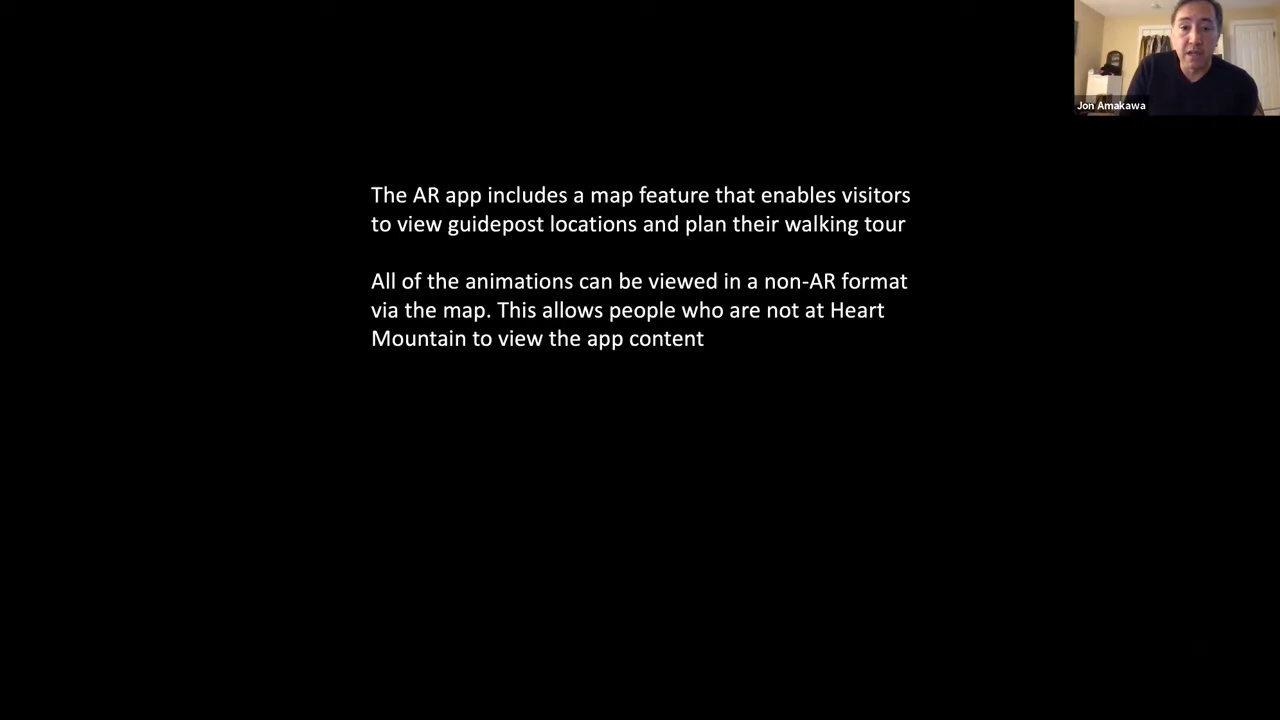 Jon Amakawa
The AR app includes a map feature that enables visitors
to view guidepost locations and plan their walking tour
All of the animations can be viewed in a non-AR format
via the map. This allows people who are not at Heart
Mountain to view the app content